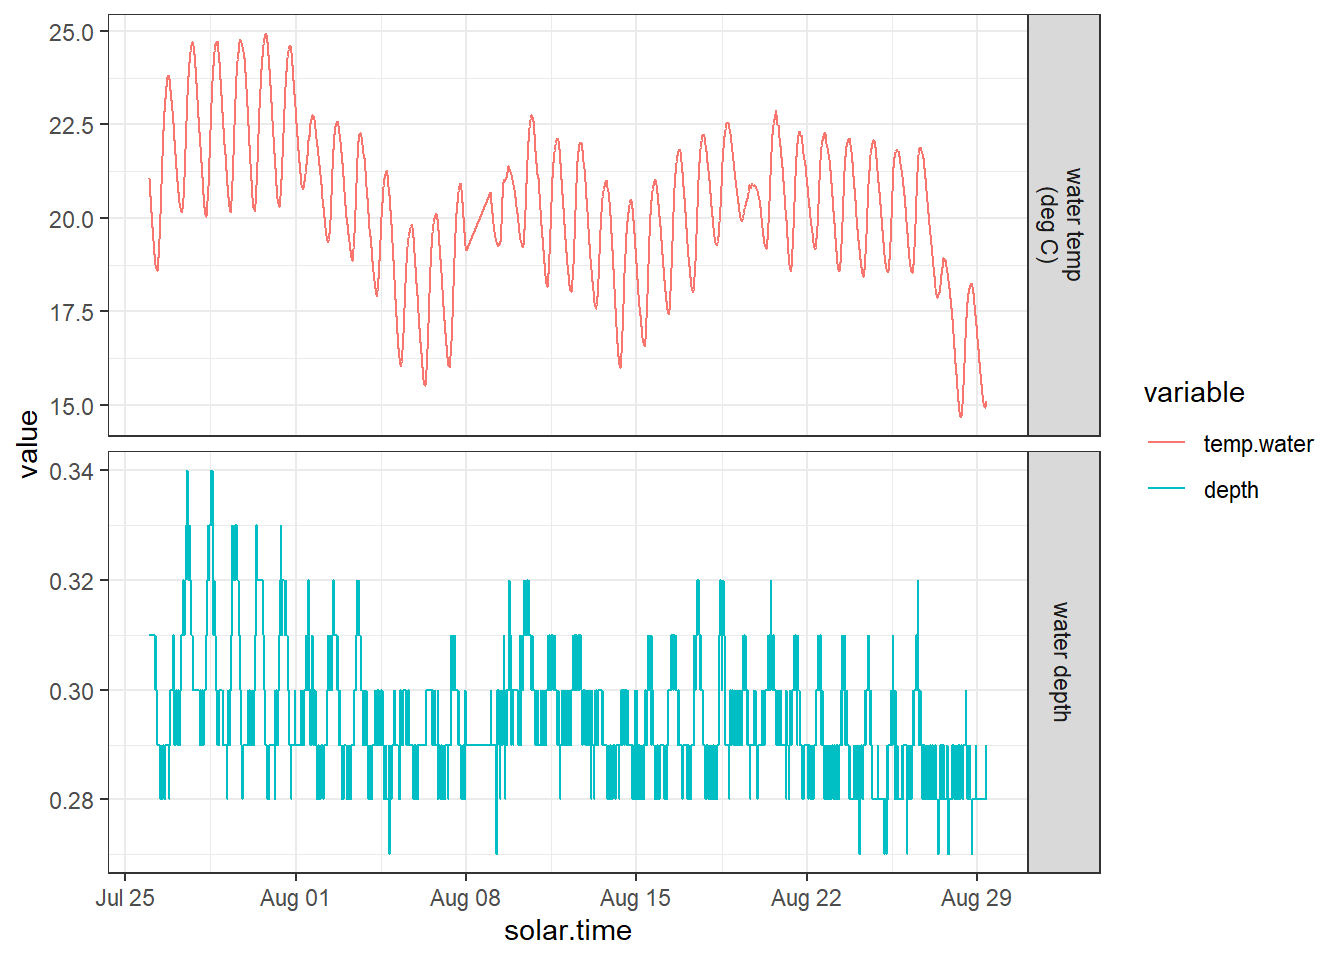 25.0
22.5
20.0
17.5
15.0
water temp
(deg C)
value
0.34
0.32
0.30
0.28
water depth
Jul 25
Aug 01
Aug 08
Aug 15
Aug 22
Aug 29
solar.time
variable
temp.water
depth